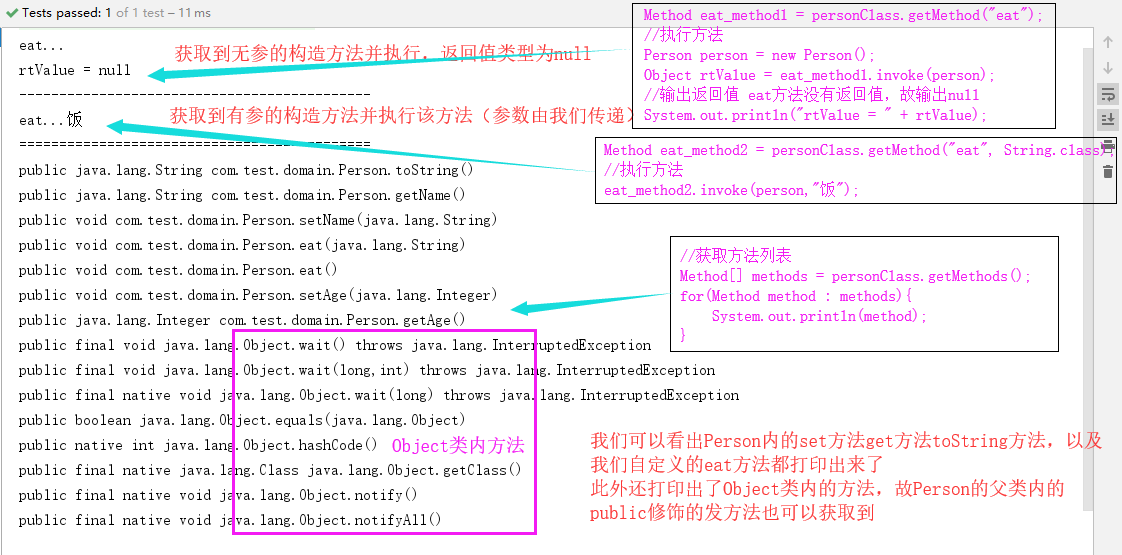 Tests passed: 1 of 1 test – 11 ms
eat...
rtValue = null
获取到无参的构造方法并执行，返回值类型为null
Method eat_method1 = personClass.getMethod("eat");
//执行方法
Person person = new Person();
Object rtValue = eat_method1.invoke(person);
//输出返回值 eat方法没有返回值，故输出null
System.out.println("rtValue = " + rtValue);
--------------------------------------------
eat...饭
获取到有参的构造方法并执行该方法（参数由我们传递）
Method eat_method2 = personClass.getMethod("eat", String.class);
//执行方法
eat_method2.invoke(person,"饭");
============================================
public java.lang.String com.test.domain.Person.toString()
public java.lang.String com.test.domain.Person.getName()
public void com.test.domain.Person.setName(java.lang.String)
public void com.test.domain.Person.eat(java.lang.String)
public void com.test.domain.Person.eat()
public void com.test.domain.Person.setAge(java.lang.Integer)
public java.lang.Integer com.test.domain.Person.getAge()
//获取方法列表
Method[] methods = personClass.getMethods();
for(Method method : methods){
System.out.println(method);
}
public final void java.lang.Object.wait() throws java.lang.InterruptedException
public final void java.lang.Object.wait(long,int) throws java.lang.InterruptedException
public final native void java.lang.Object.wait(long) throws java.lang.InterruptedException
public boolean java.lang.Object.equals(java.lang.Object)
public native int java.lang.Object.hashCode()
Object类内方法
public final native java.lang.Class java.lang.Object.getClass()
public final native void java.lang.Object.notify()
public final native void java.lang.Object.notifyAll()
我们可以看出Person内的set方法get方法toString方法，以及
我们自定义的eat方法都打印出来了
此外还打印出了Object类内的方法，故Person的父类内的
public修饰的发方法也可以获取到